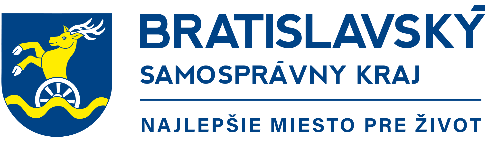 BRATISLAVSKÝ
SAMOSPRÁVNY KRAJ
NAJLEPŠIE MIESTO PRE ŽIVOT